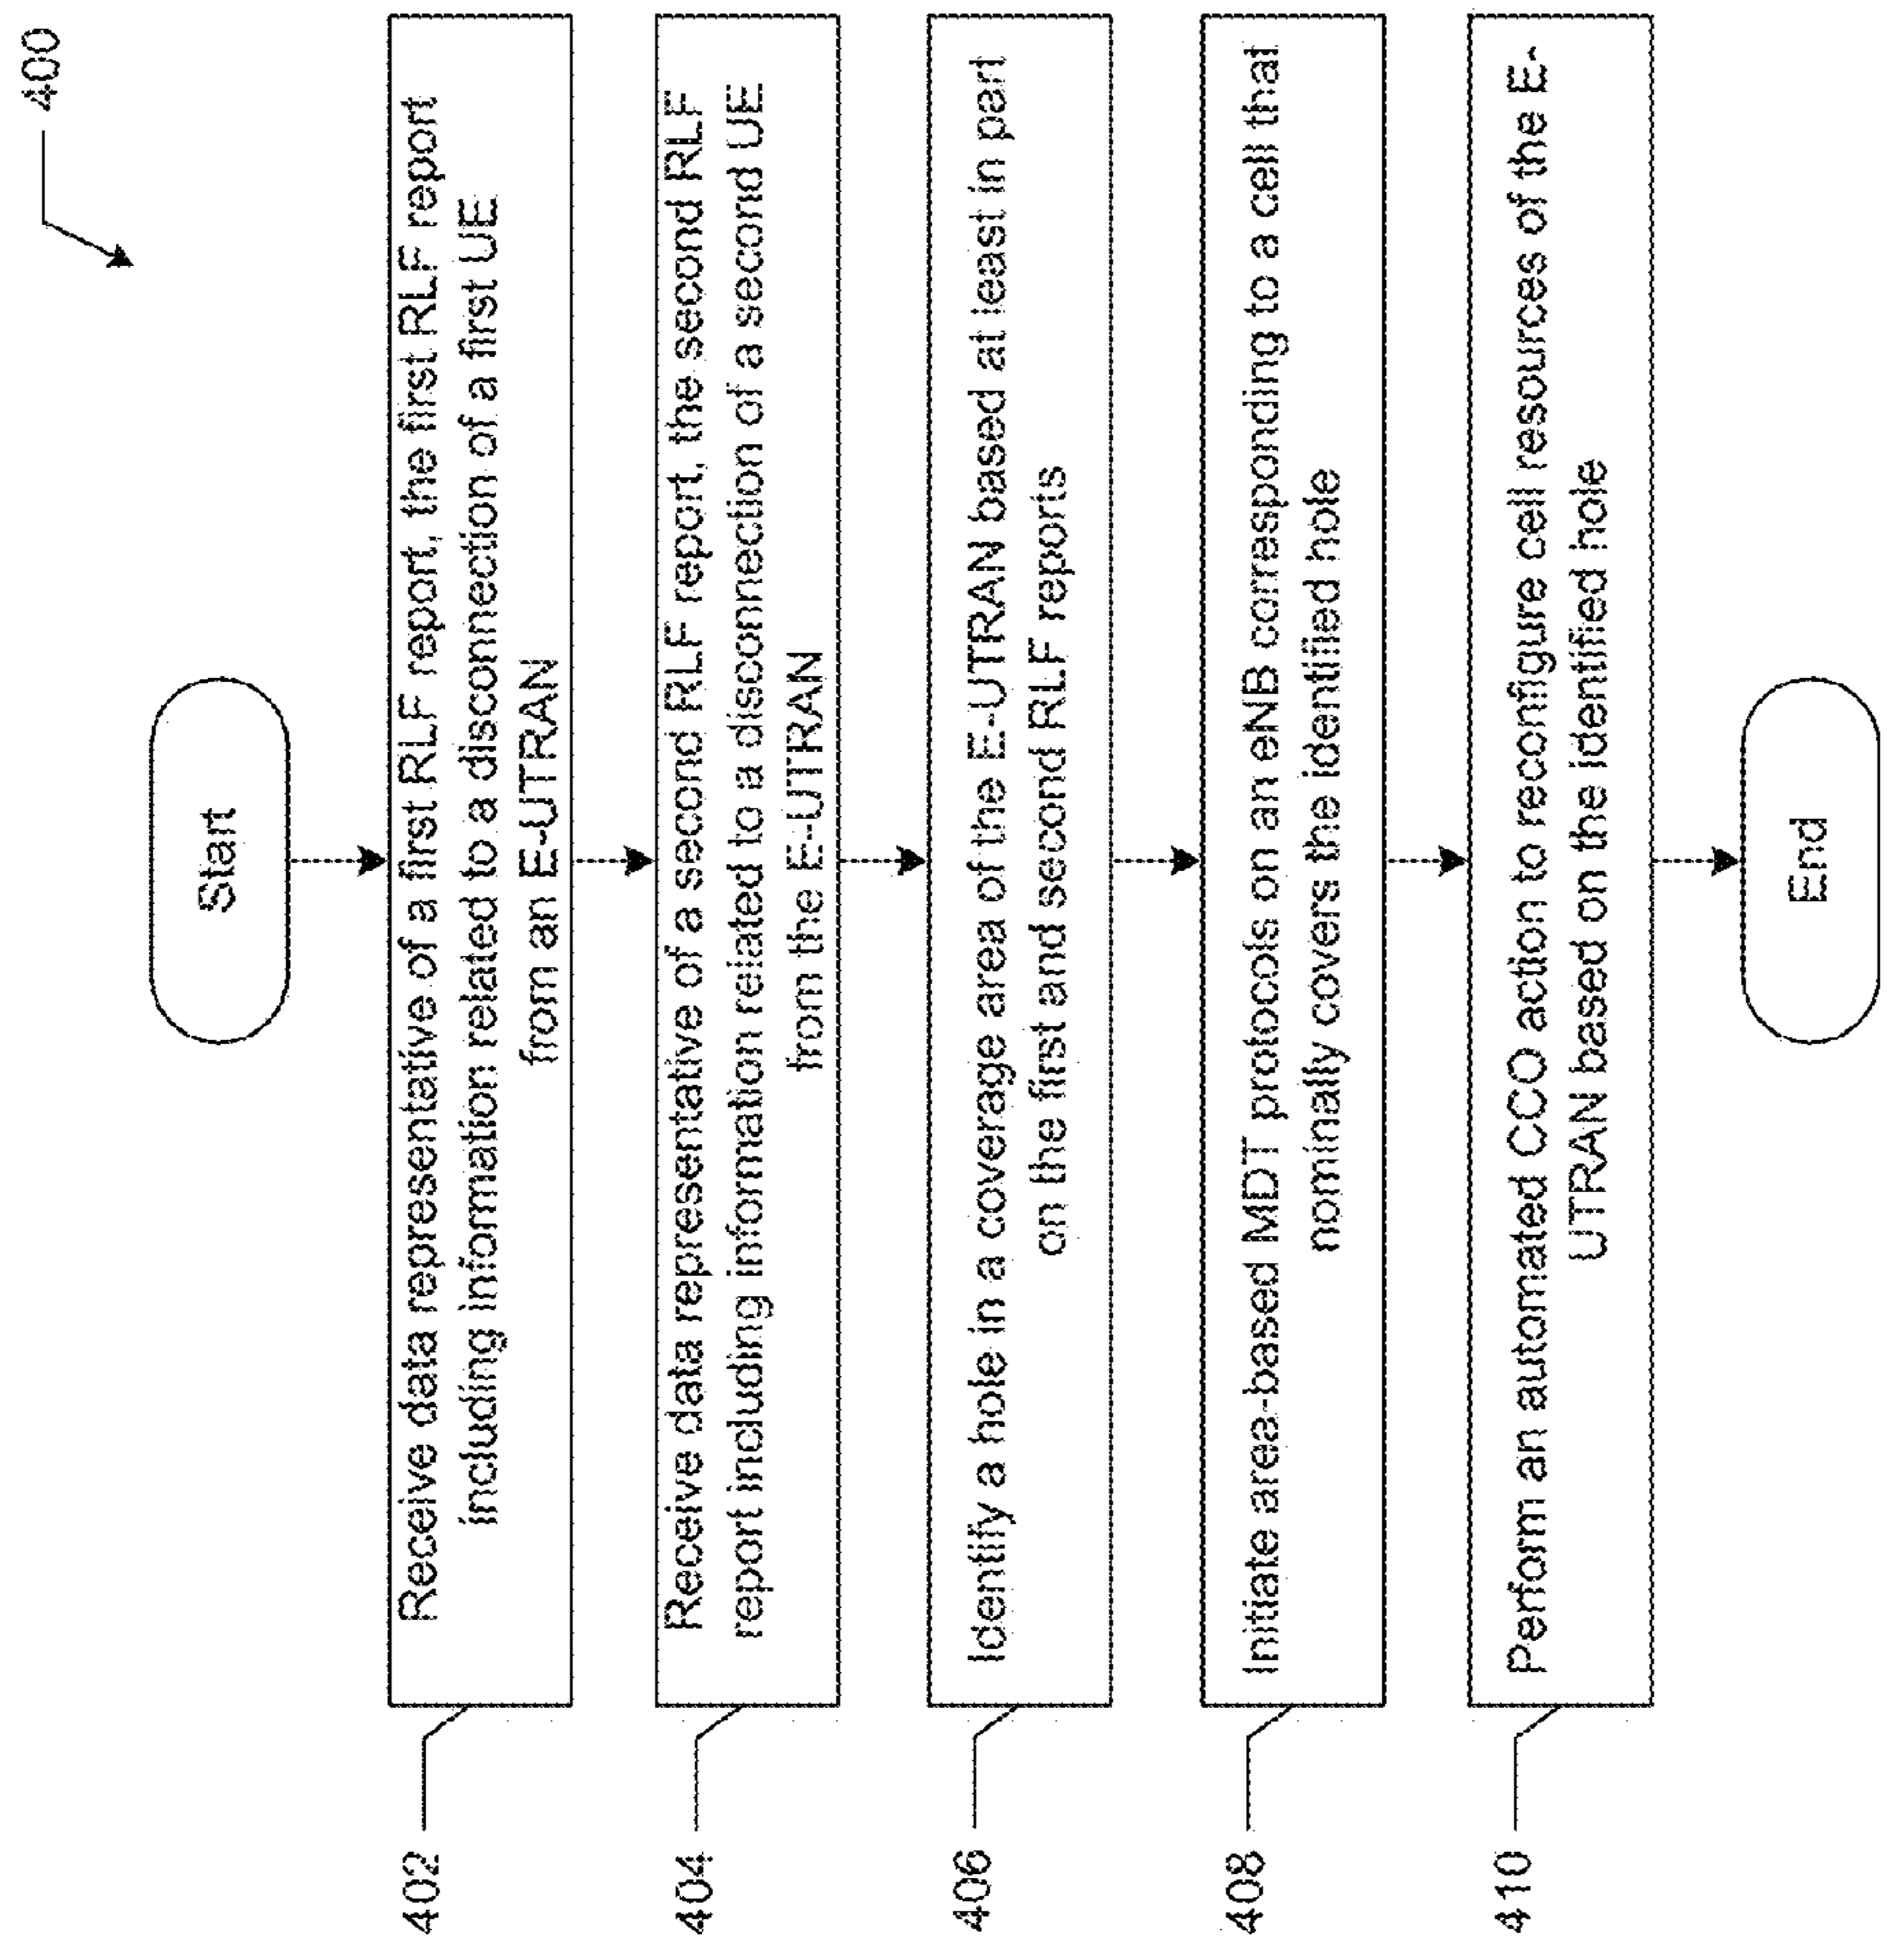 400
Start
402
Receive data representative of a first RLF report, the first RLF report
including information related to a disconnection of a first UE
from an E-UTRAN
404
Receive data representative of a second RLF report, the second RLF
report including information related to a disconnection of a second UE
from the E-UTRAN
406
Identify a hole in a coverage area of the E-UTRAN based at least in part
on the first and second RLF reports
408
Initiate area-based MDT protocols on an eNB corresponding to a cell that
nominally covers the identified hole
410
Perform an automated CCO action to reconfigure cell resources of the E-
UTRAN based on the identified hole
End